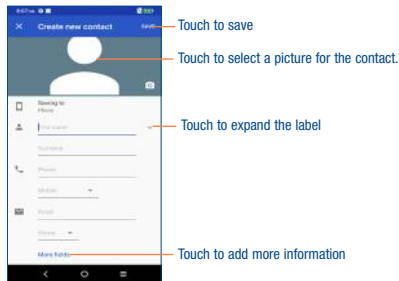 Create new contact
SAVE
Touch to save
Touch to select a picture for the contact.
Saving to
Phone
First name
Touch to expand the label
Surname
Phone
Mobile
Email
Home
More fields
Touch to add more information